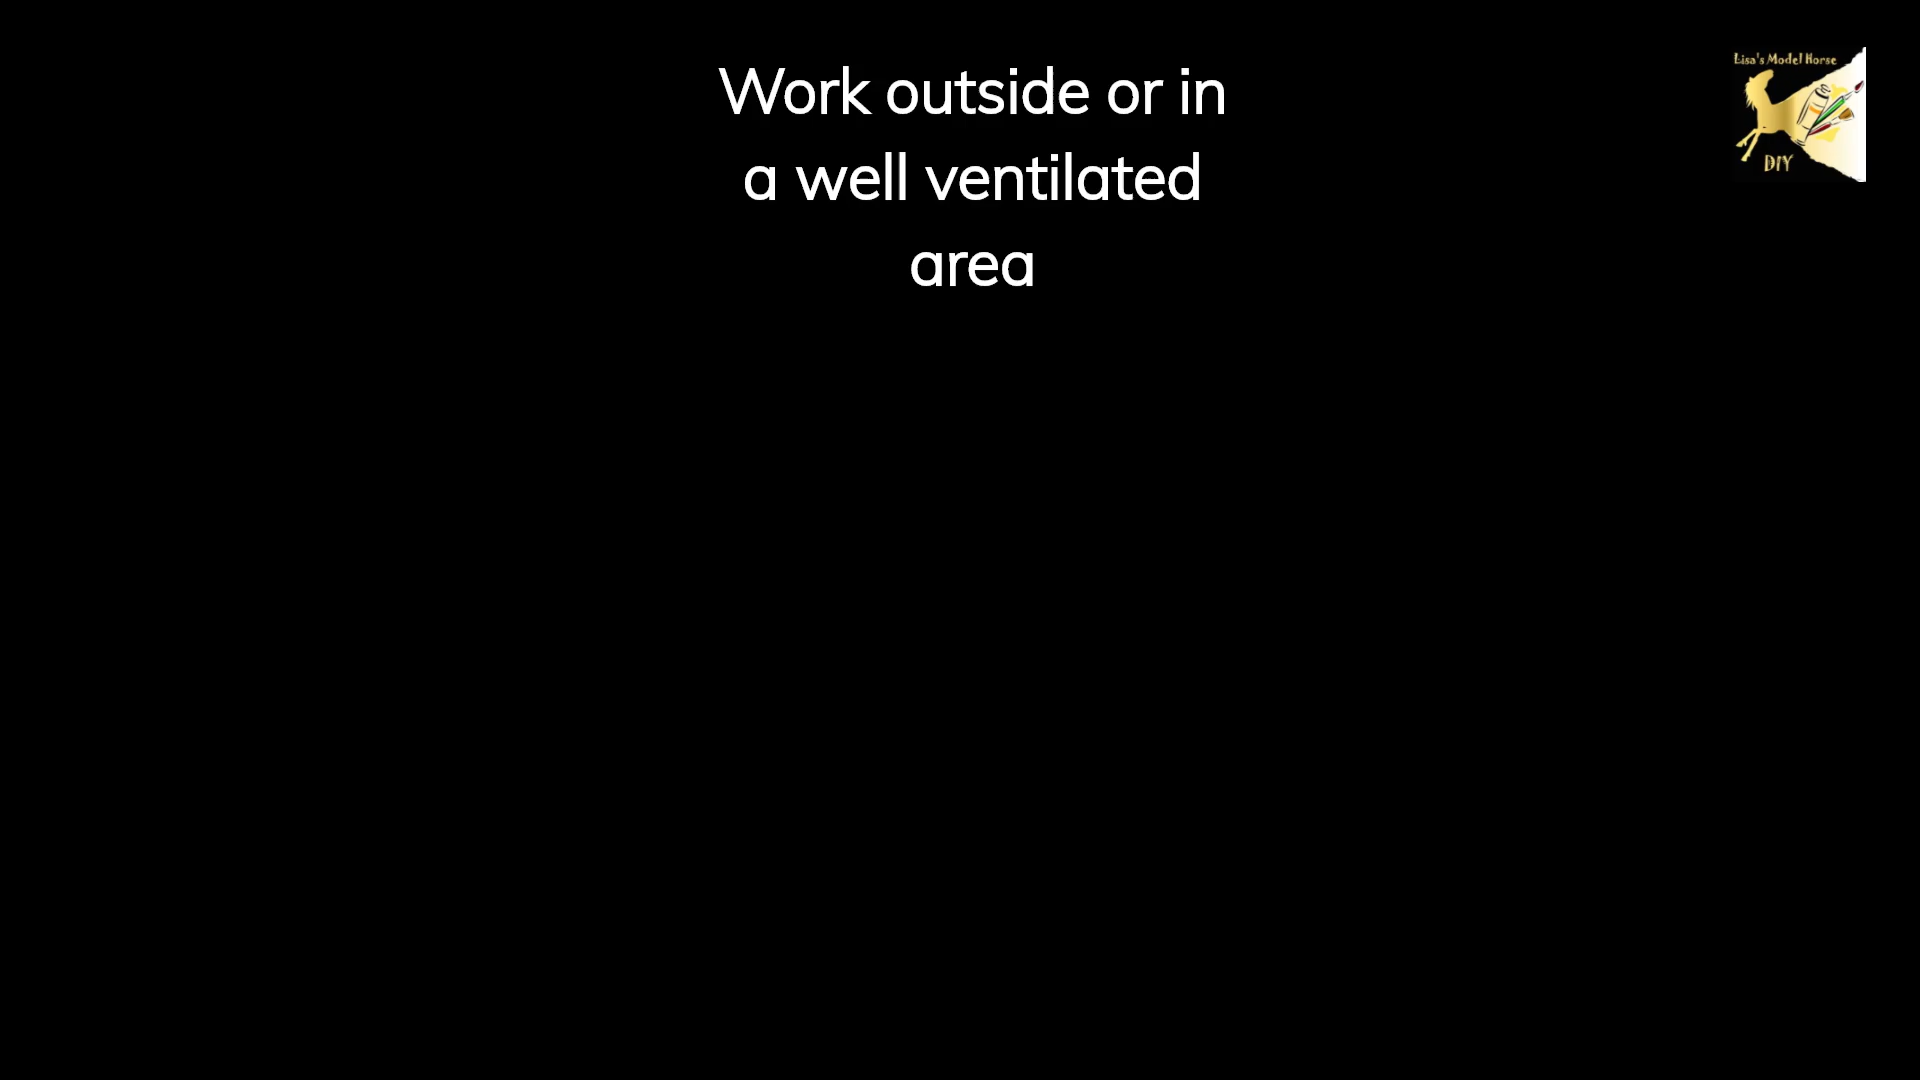 Work outside or in
a well ventilated
area
Lisa's Model Horse
DIY